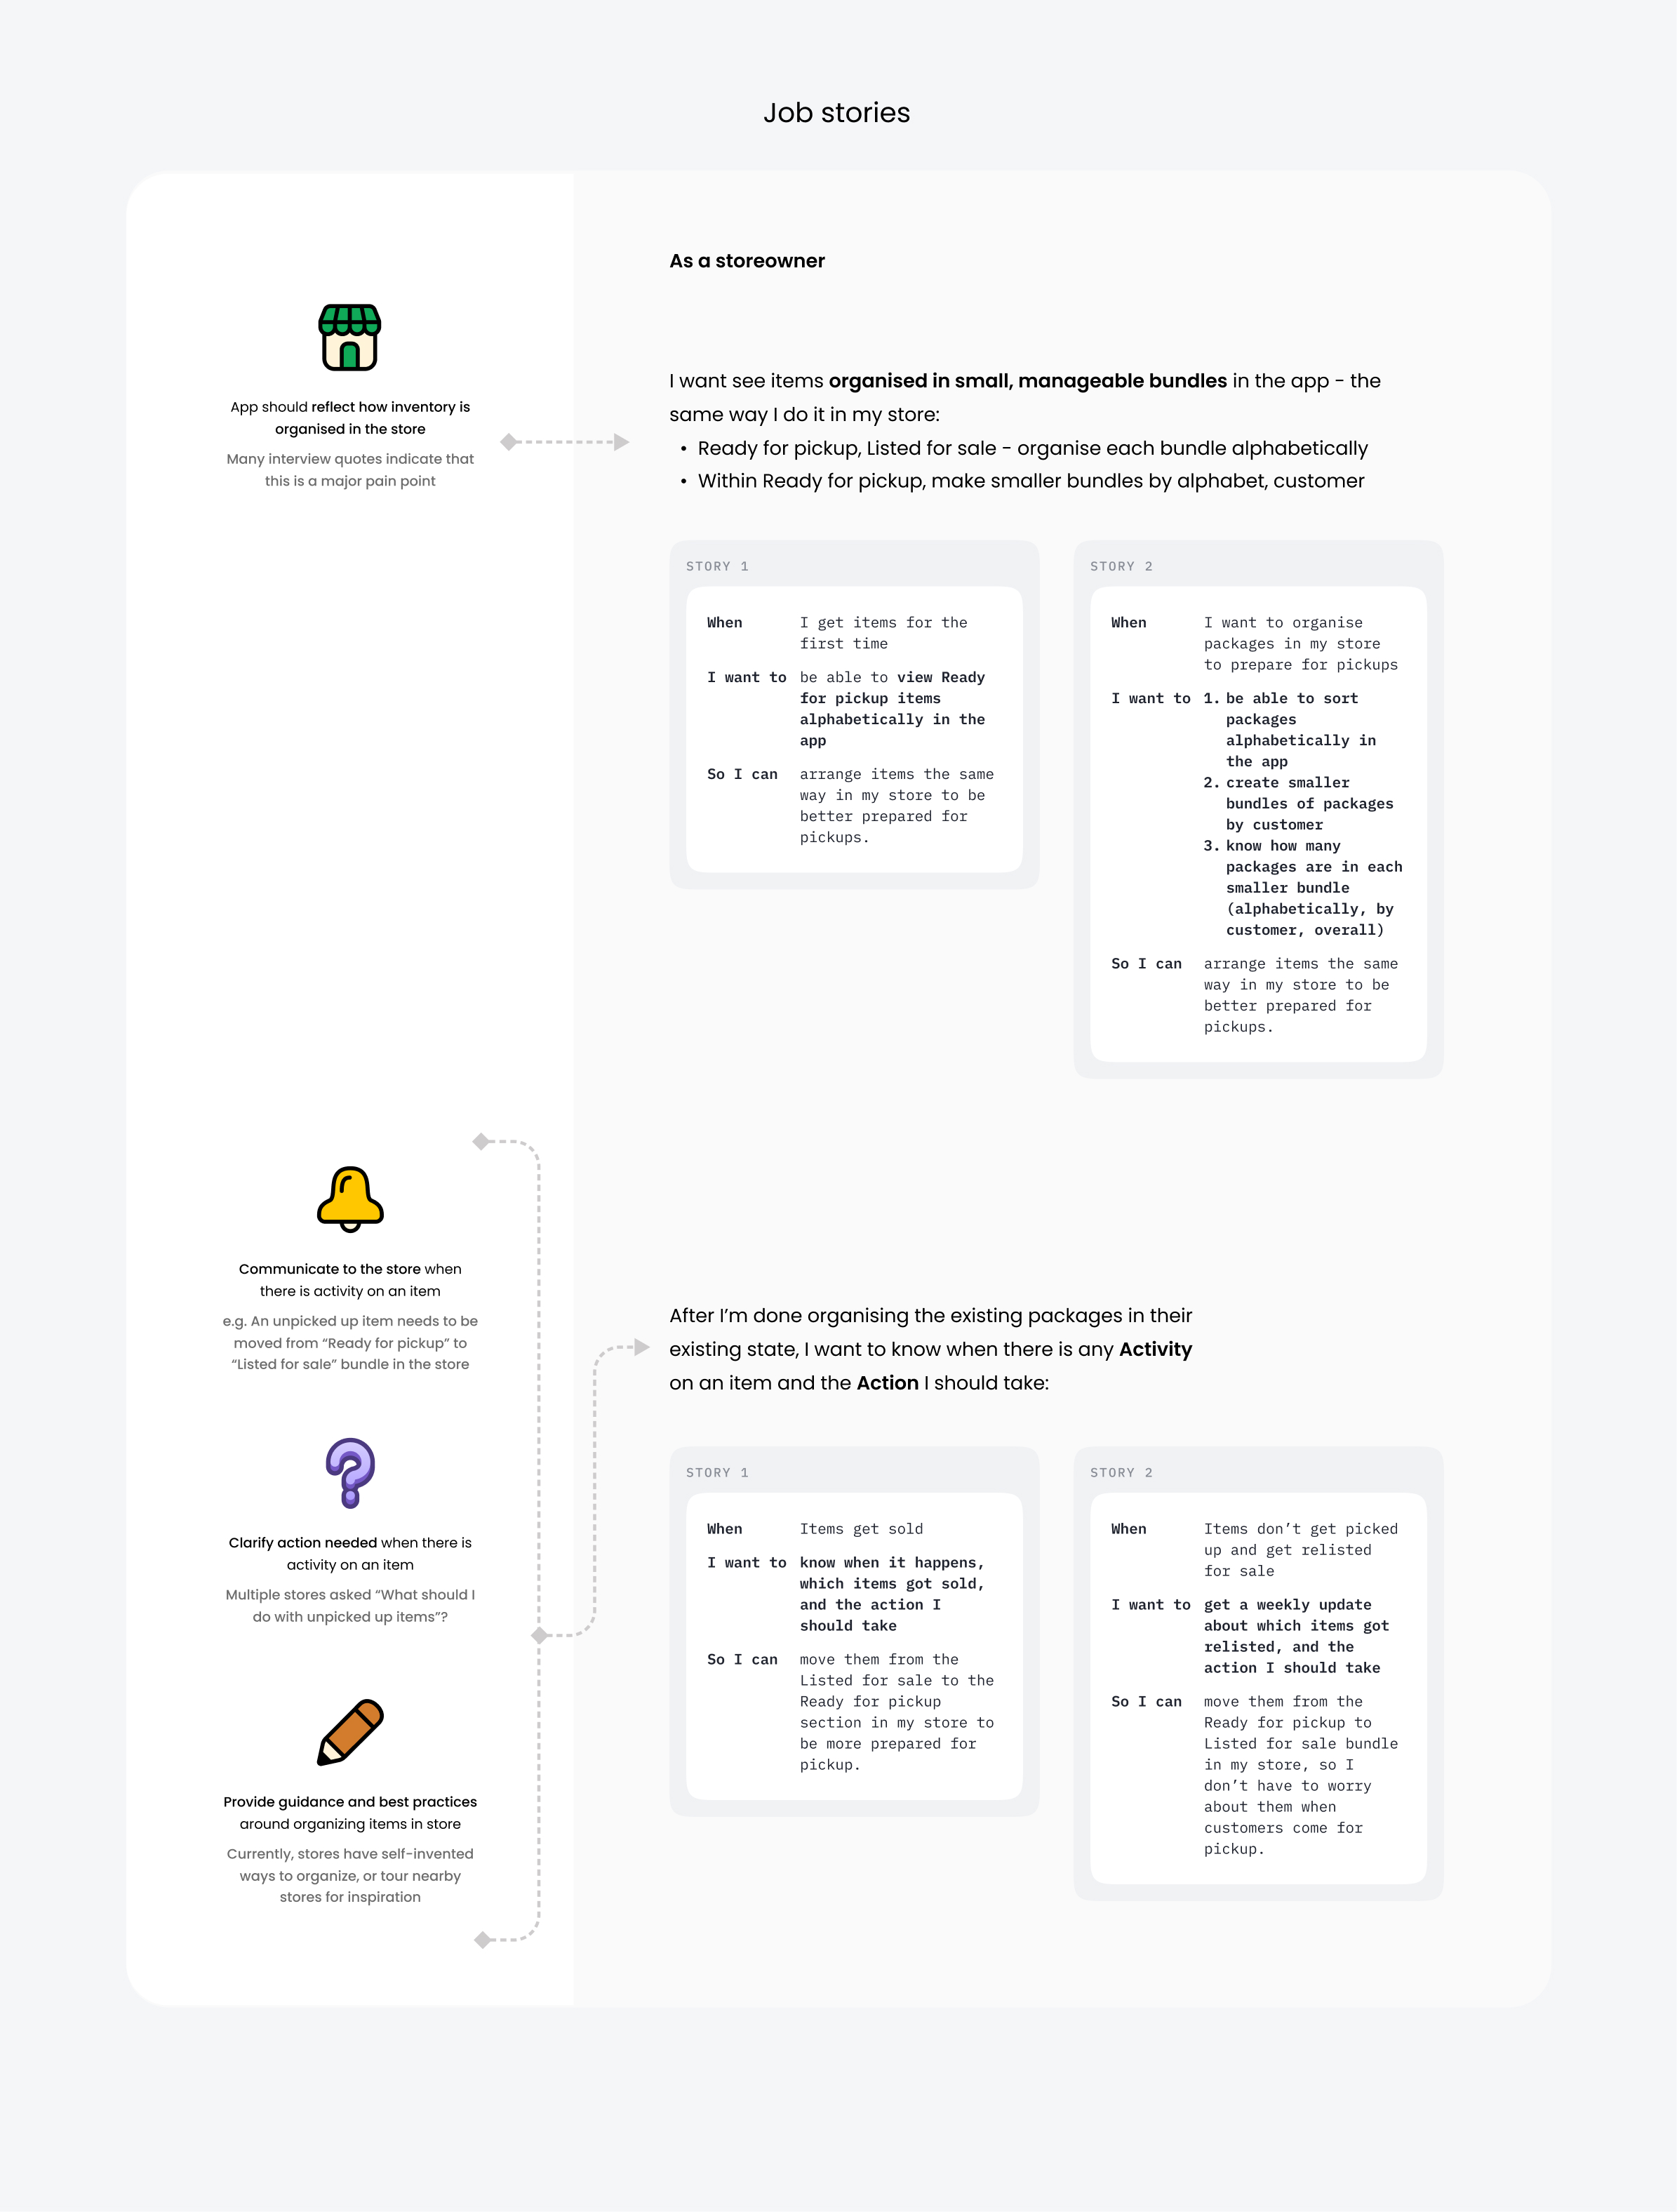 Job stories
As a storeowner
App should reflect how inventory is
organised in the store
Many interview quotes indicate that
this is a major pain point
I want see items organised in small, manageable bundles in the app - the
same way I do it in my store:
• Ready for pickup, Listed for sale - organise each bundle alphabetically
• Within Ready for pickup, make smaller bundles by alphabet, customer
STORY 1
When I get items for the
first time
I want to be able to view Ready
for pickup items
alphabetically in the
app
So I can arrange items the same
way in my store to be
better prepared for
pickups.
STORY 2
When I want to organise
packages in my store
to prepare for pickups
I want to 1. be able to sort
packages
alphabetically in
the app
2. create smaller
bundles of packages
by customer
3. know how many
packages are in each
smaller bundle
(alphabetically, by
customer, overall)
So I can arrange items the same
way in my store to be
better prepared for
pickups.
Communicate to the store when
there is activity on an item
e.g. An unpicked up item needs to be
moved from “Ready for pickup” to
“Listed for sale” bundle in the store
Clarify action needed when there is
activity on an item
Multiple stores asked “What should I
do with unpicked up items”?
Provide guidance and best practices
around organizing items in store
Currently, stores have self-invented
ways to organize, or tour nearby
stores for inspiration
After I’m done organising the existing packages in their
existing state, I want to know when there is any Activity
on an item and the Action I should take:
STORY 1
When Items get sold
I want to know when it happens,
which items got sold,
and the action I
should take
So I can move them from the
Listed for sale to the
Ready for pickup
section in my store to
be more prepared for
pickup.
STORY 2
When Items don’t get picked
up and get relisted
for sale
I want to get a weekly update
about which items got
relisted, and the
action I should take
So I can move them from the
Ready for pickup to
Listed for sale bundle
in my store, so I
don’t have to worry
about them when
customers come for
pickup.